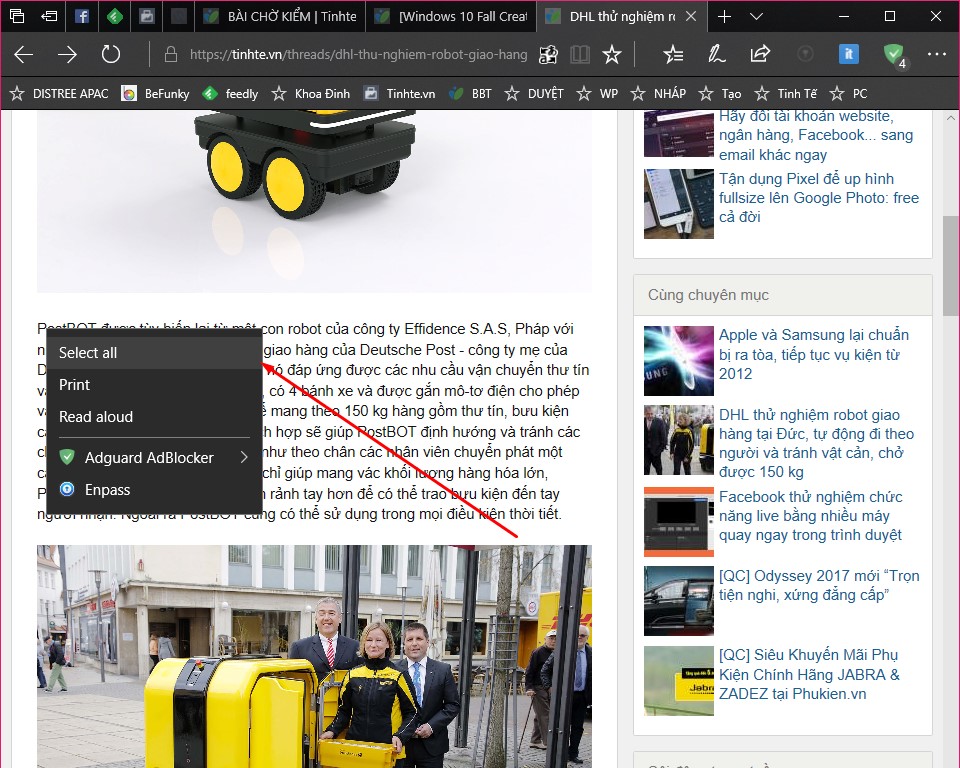 BÀI CHỜ KIỂM | Tinhte
[Windows 10 Fall Creat
DHL thử nghiệm r
https://tinhte.vn/threads/dhl-thu-nghiem-robot-giao-hang
it
4
DISTREE APAC
BeFunky
feedly
Khoa Đinh
Tinhte.vn
BBT
DUYỆT
WP
NHÁP
Tạo
Tinh Tế
PC
PostBOT được tùy biến lại từ một con robot của công ty Effidence S.A.S, Pháp với
giao hàng của Deutsche Post - công ty mẹ của
nó đáp ứng được các nhu cầu vận chuyển thư tín
, có 4 bánh xe và được gắn mô-tơ điện cho phép
mang theo 150 kg hàng gồm thư tín, bưu kiện
hợp sẽ giúp PostBOT định hướng và tránh các
như theo chân các nhân viên chuyển phát một
chỉ giúp mang vác khối lượng hàng hóa lớn,
rảnh tay hơn để có thể trao bưu kiện đến tay
người nhận. Ngoài ra PostBOT cũng có thể sử dụng trong mọi điều kiện thời tiết.
Select all
Print
Read aloud
Adguard AdBlocker
Enpass
Hãy đổi tài khoản website,
ngân hàng, Facebook... sang
email khác ngay
Tận dụng Pixel để up hình
fullsize lên Google Photo: free
cả đời
Cùng chuyên mục
Apple và Samsung lại chuẩn
bị ra tòa, tiếp tục vụ kiện từ
2012
DHL thử nghiệm robot giao
hàng tại Đức, tự động đi theo
người và tránh vật cản, chở
được 150 kg
Facebook thử nghiệm chức
năng live bằng nhiều máy
quay ngay trong trình duyệt
[QC] Odyssey 2017 mới “Trọn
tiện nghi, xứng đẳng cấp”
[QC] Siêu Khuyến Mãi Phụ
Kiện Chính Hãng JABRA &
ZADEZ tại Phukien.vn